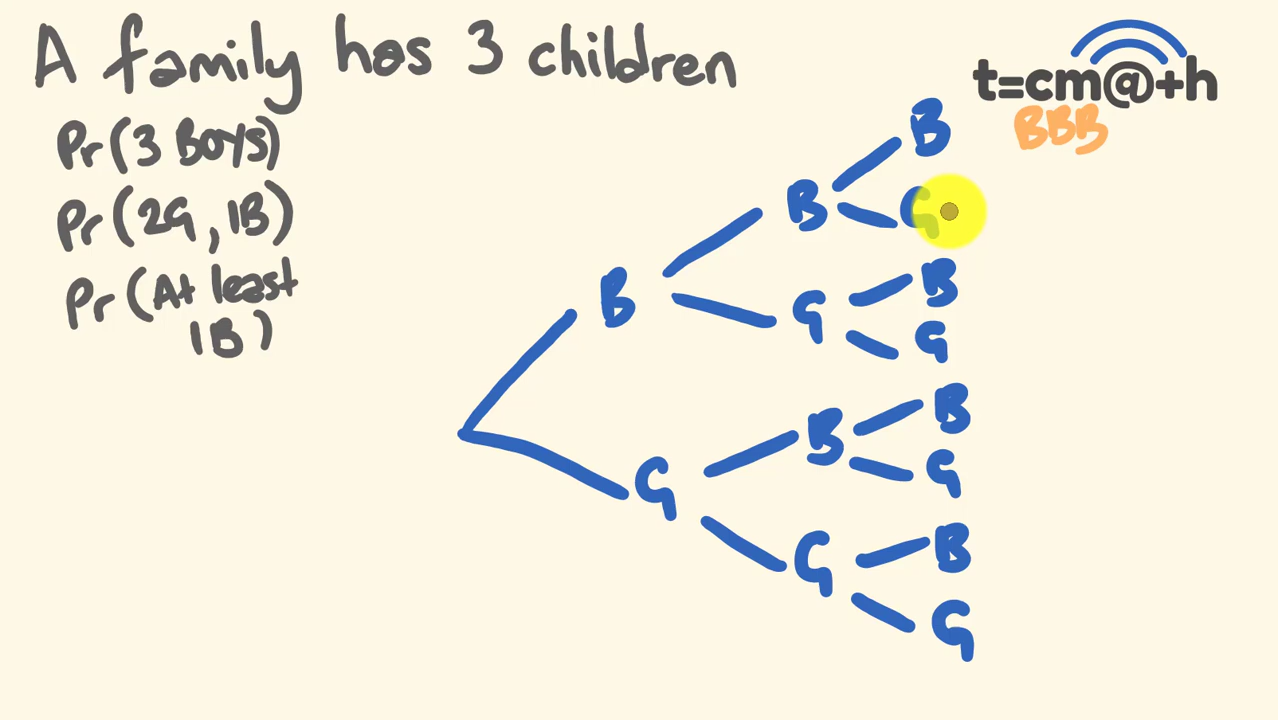 A family has 3 children
t=cm@+h
Pr(3 Boys)
Pr(2G, 1B)
Pr(At least
1B)
BBB
B
B
G
B
G
B
G
B
G
B
G
B
G
B
G